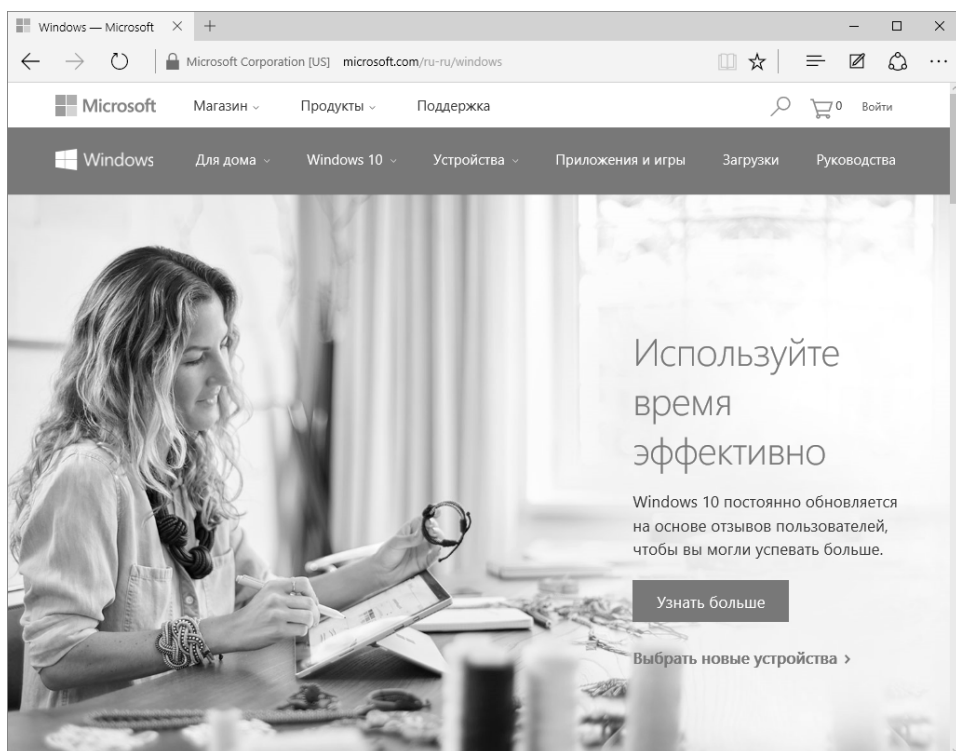 Windows — Microsoft
Microsoft Corporation [US] microsoft.com/ru-ru/windows
Microsoft Магазин Продукты Поддержка 0 Войти
Windows Для дома Windows 10 Устройства Приложения и игры Загрузки Руководства
Используйте
время
эффективно
Windows 10 постоянно обновляется
на основе отзывов пользователей,
чтобы вы могли успевать больше.
Узнать больше
Выбрать новые устройства